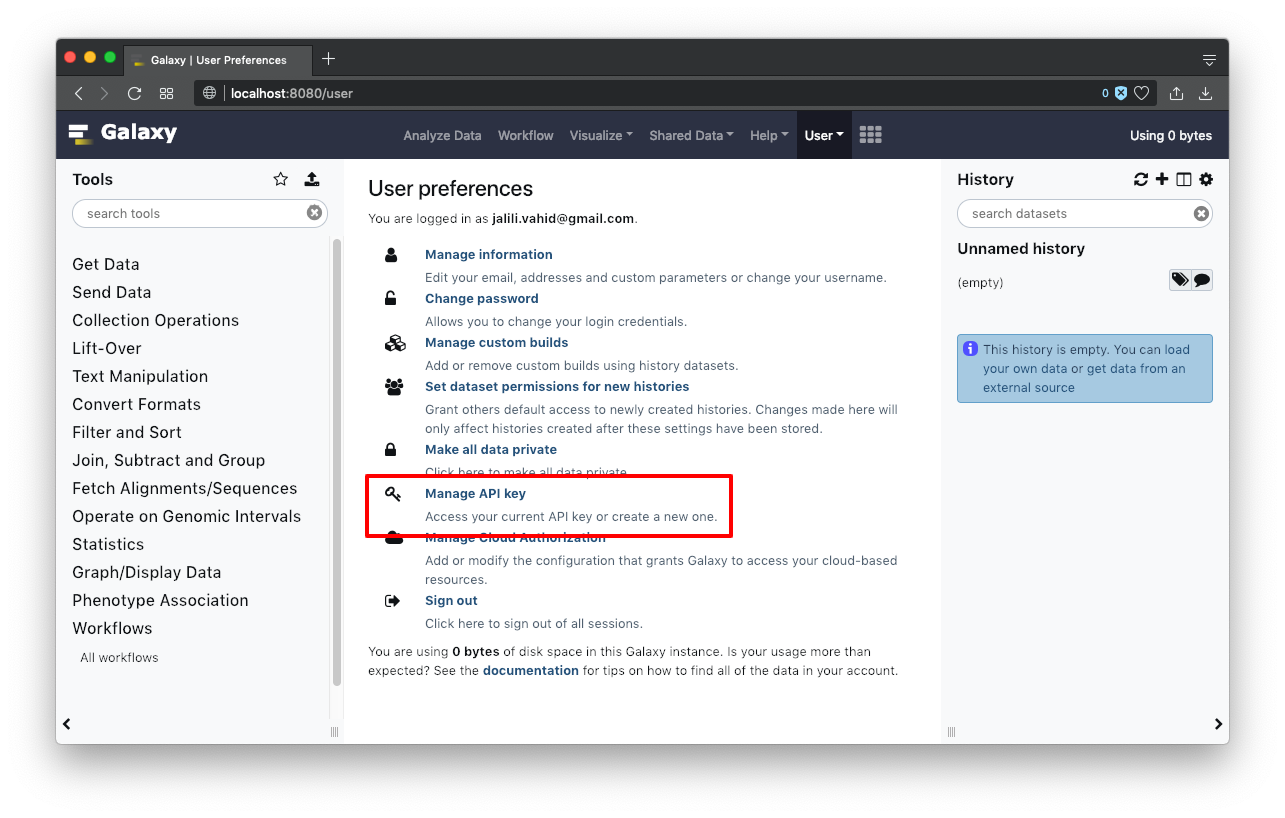 Galaxy | User Preferences
localhost:8080/user
0
Galaxy
Analyze Data Workflow Visualize Shared Data Help User
Using 0 bytes
Tools
search tools
Get Data
Send Data
Collection Operations
Lift-Over
Text Manipulation
Convert Formats
Filter and Sort
Join, Subtract and Group
Fetch Alignments/Sequences
Operate on Genomic Intervals
Statistics
Graph/Display Data
Phenotype Association
Workflows
All workflows
User preferences
You are logged in as jalili.vahid@gmail.com.
Manage information
Edit your email, addresses and custom parameters or change your username.
Change password
Allows you to change your login credentials.
Manage custom builds
Add or remove custom builds using history datasets.
Set dataset permissions for new histories
Grant others default access to newly created histories. Changes made here will
only affect histories created after these settings have been stored.
Make all data private
Click here to make all data private.
Manage API key
Access your current API key or create a new one.
Manage Cloud Authorization
Add or modify the configuration that grants Galaxy to access your cloud-based
resources.
Sign out
Click here to sign out of all sessions.
You are using 0 bytes of disk space in this Galaxy instance. Is your usage more than
expected? See the documentation for tips on how to find all of the data in your account.
History
search datasets
Unnamed history
(empty)
This history is empty. You can load
your own data or get data from an
external source